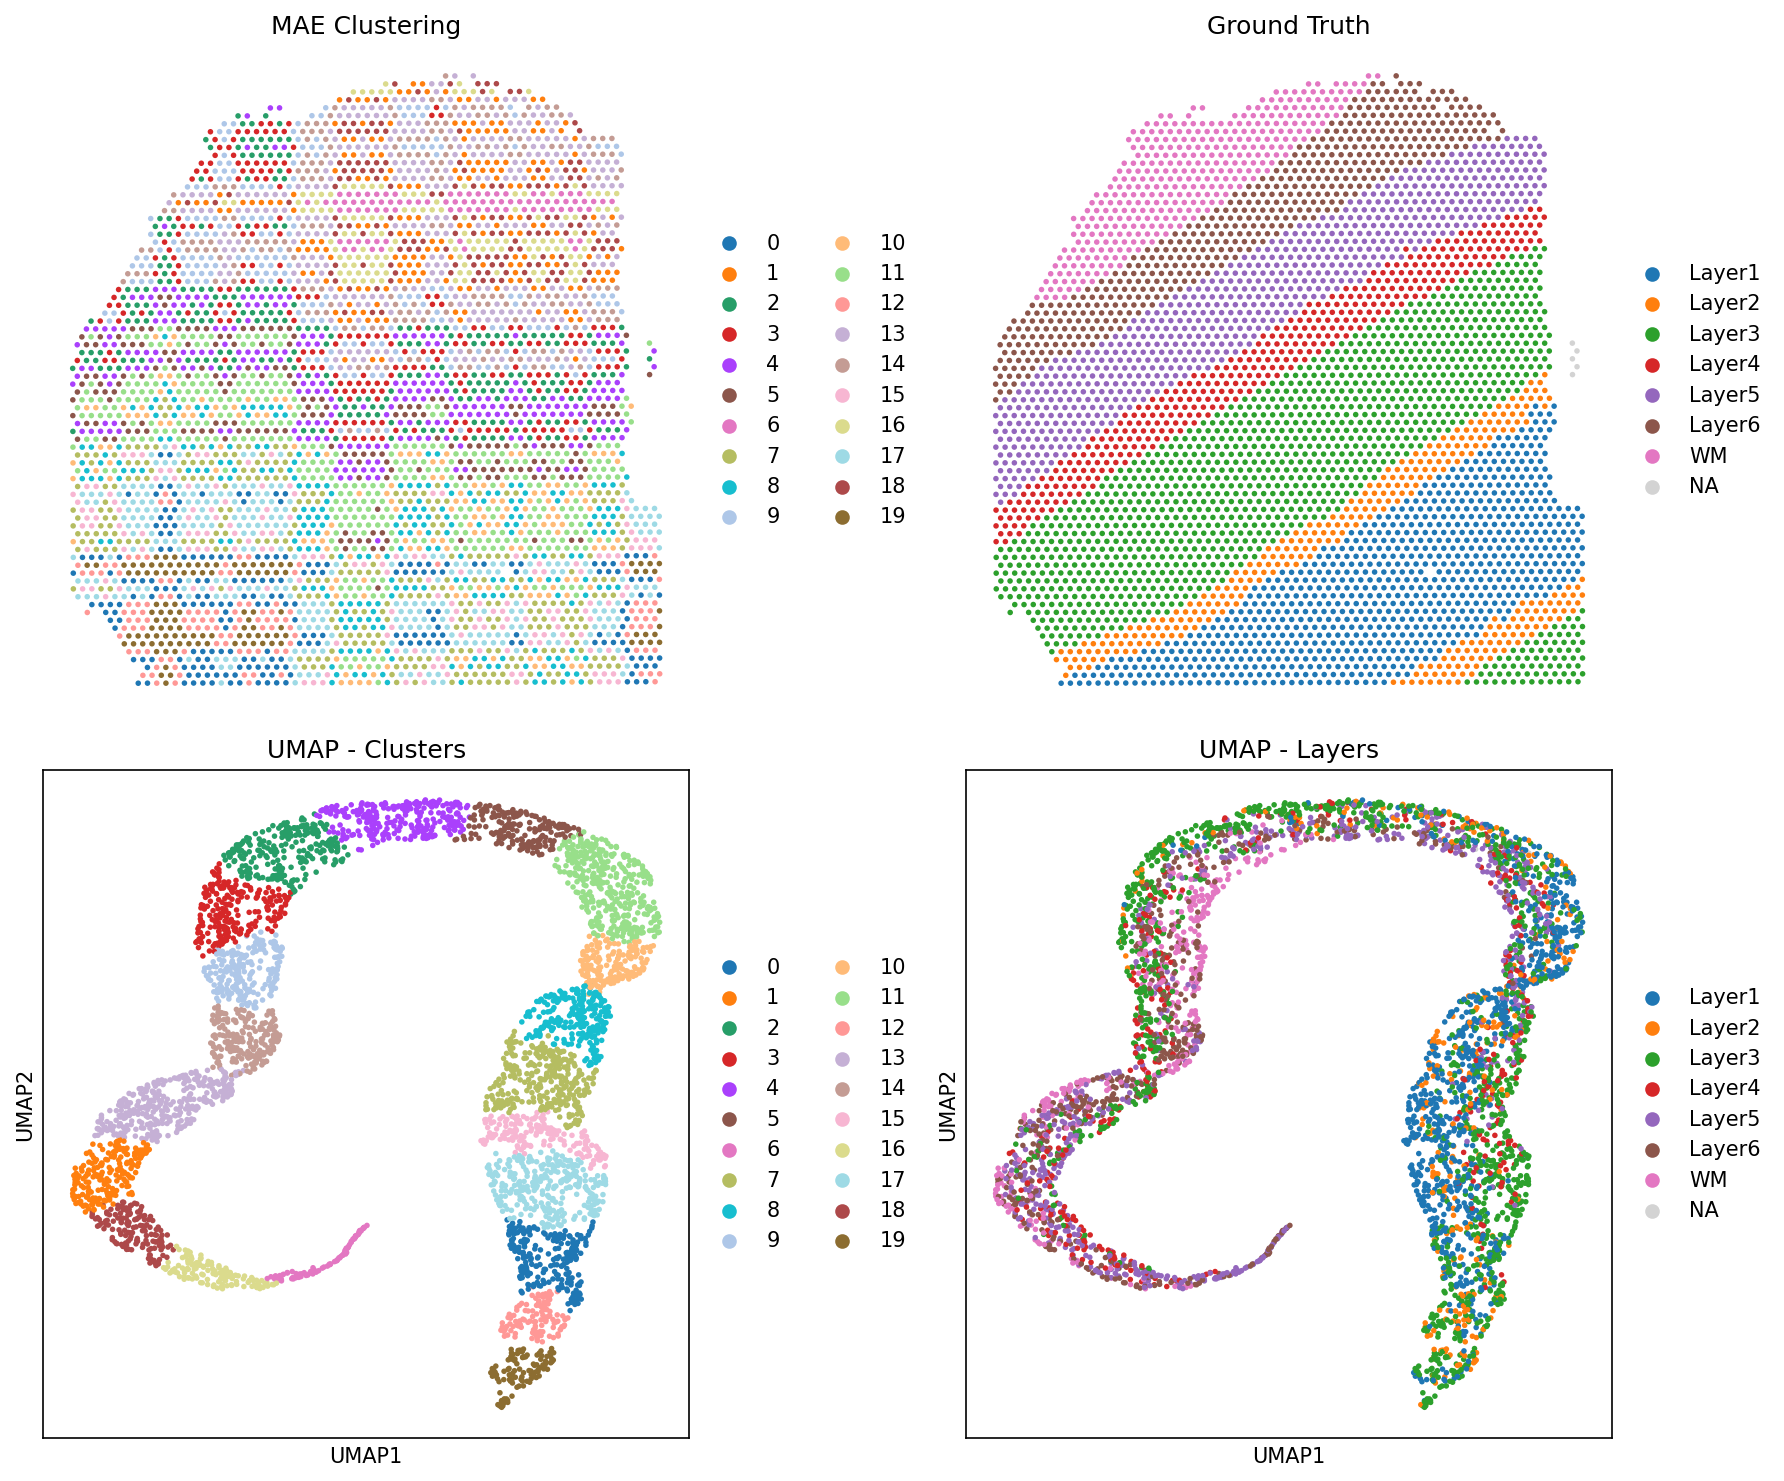 MAE Clustering
0
1
2
3
4
5
6
7
8
9
10
11
12
13
14
15
16
17
18
19
Ground Truth
Layer1
Layer2
Layer3
Layer4
Layer5
Layer6
WM
NA
UMAP - Clusters
UMAP2
UMAP1
0
1
2
3
4
5
6
7
8
9
10
11
12
13
14
15
16
17
18
19
UMAP - Layers
UMAP2
UMAP1
Layer1
Layer2
Layer3
Layer4
Layer5
Layer6
WM
NA